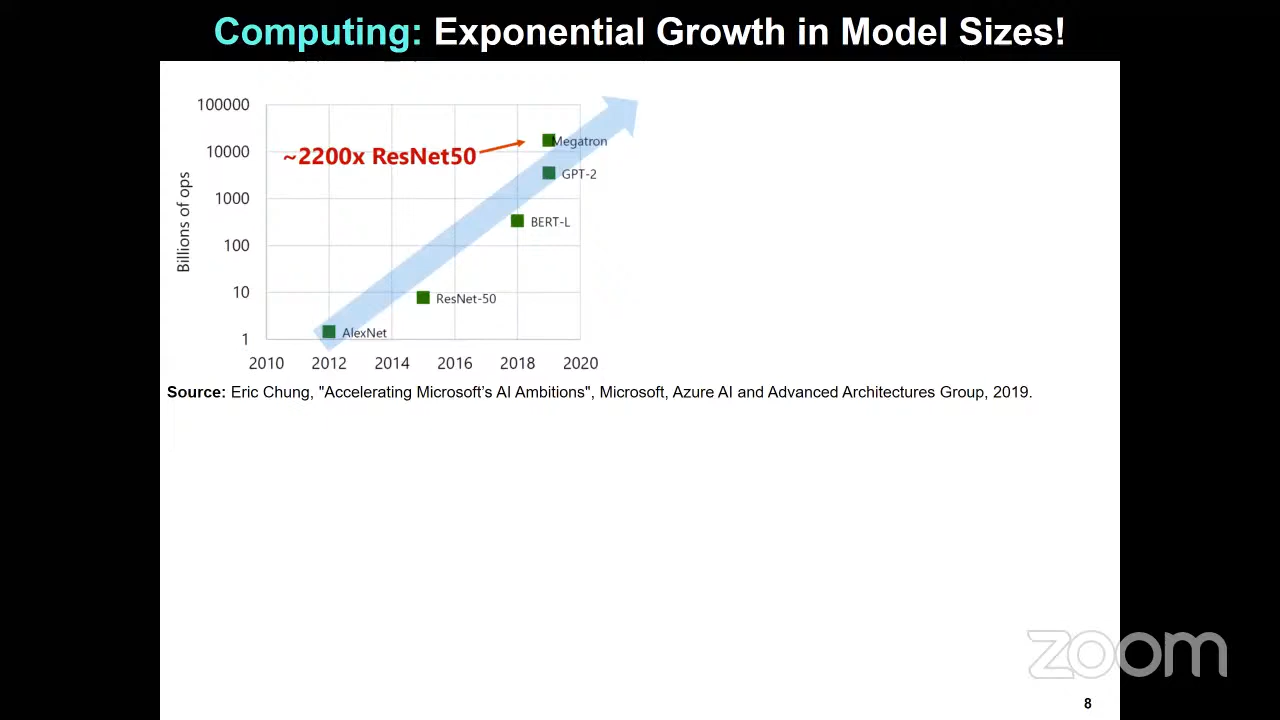 Computing: Exponential Growth in Model Sizes!
100000
10000
1000
100
10
1
Billions of ops
~2200x ResNet50
Megatron
GPT-2
BERT-L
ResNet-50
AlexNet
2010 2012 2014 2016 2018 2020
Source: Eric Chung, "Accelerating Microsoft's AI Ambitions", Microsoft, Azure AI and Advanced Architectures Group, 2019.
zoom
8